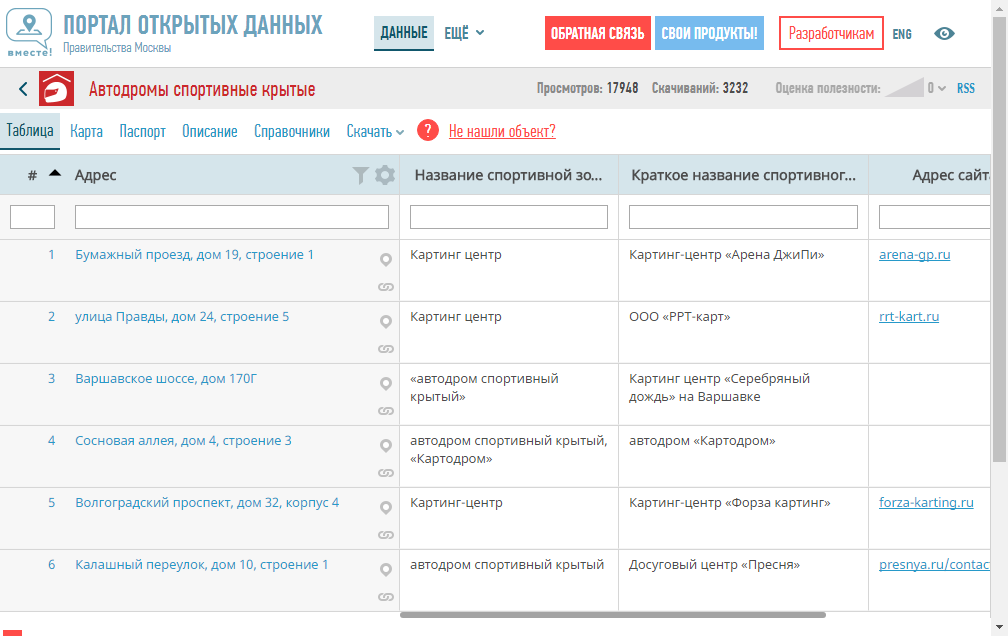 вместе!
ПОРТАЛ ОТКРЫТЫХ ДАННЫХ
Правительства Москвы
ДАННЫЕ
ЕЩЁ
ОБРАТНАЯ СВЯЗЬ
СВОИ ПРОДУКТЫ!
Разработчикам
ENG
Автодромы спортивные крытые
Просмотров: 17948
Скачиваний: 3232
Оценка полезности:
0
RSS
Таблица
Карта
Паспорт
Описание
Справочники
Скачать
?
Не нашли объект?
#
Адрес
Название спортивной зо...
Краткое название спортивног...
Адрес сайта
1
Бумажный проезд, дом 19, строение 1
Картинг центр
Картинг-центр «Арена ДжиПи»
arena-gp.ru
2
улица Правды, дом 24, строение 5
Картинг центр
ООО «РРТ-карт»
rrt-kart.ru
3
Варшавское шоссе, дом 170Г
«автодром спортивный
крытый»
Картинг центр «Серебряный
дождь» на Варшавке
4
Сосновая аллея, дом 4, строение 3
автодром спортивный крытый,
«Картодром»
автодром «Картодром»
5
Волгоградский проспект, дом 32, корпус 4
Картинг-центр
Картинг-центр «Форза картинг»
forza-karting.ru
6
Калашный переулок, дом 10, строение 1
автодром спортивный крытый
Досуговый центр «Пресня»
presnya.ru/contac